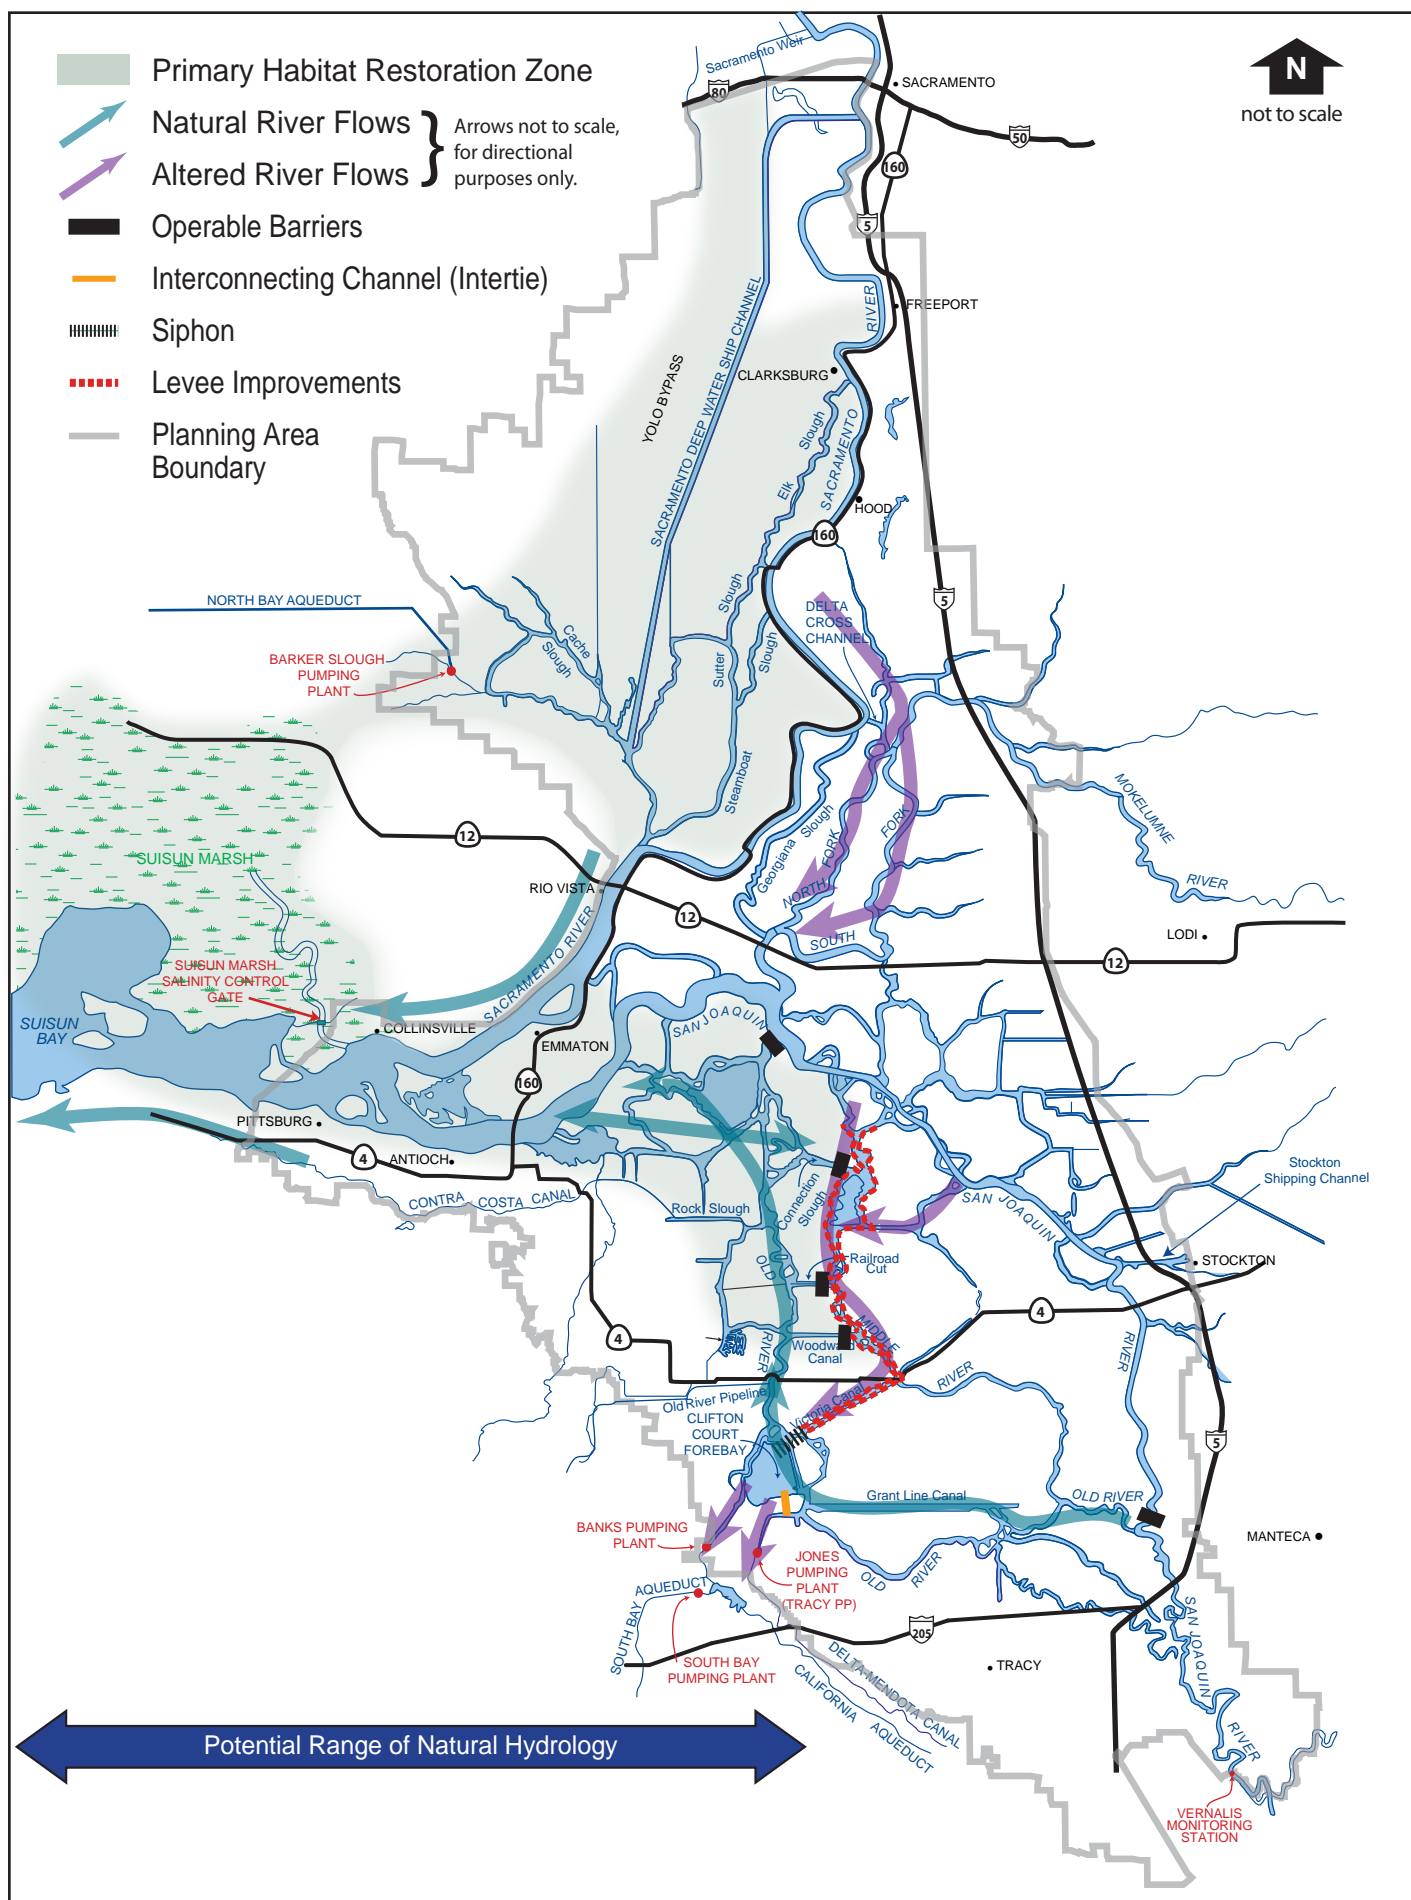 Primary Habitat Restoration Zone
Natural River Flows
Altered River Flows
Arrows not to scale,
for directional
purposes only.
Operable Barriers
Interconnecting Channel (Intertie)
Siphon
Levee Improvements
Planning Area
Boundary
N
not to scale
Sacramento Weir
80
SACRAMENTO
50
160
5
FREEPORT
RIVER
CLARKSBURG
YOLO BYPASS
SACRAMENTO DEEP WATER SHIP CHANNEL
Elk
Slough
SACRAMENTO
HOOD
160
NORTH BAY AQUEDUCT
BARKER SLOUGH
PUMPING
PLANT
Cache
Slough
Sutter
Slough
Steamboat
Slough
DELTA
CROSS
CHANNEL
5
MOKELUMNE
RIVER
SUISUN MARSH
12
RIO VISTA
12
Georgiana Slough
NORTH
FORK
SOUTH
FORK
LODI
12
SUISUN MARSH
SALINITY CONTROL
GATE
SUISUN
BAY
COLLINSVILLE
SACRAMENTO RIVER
EMMATON
160
SAN JOAQUIN
PITTSBURG
4
ANTIOCH
CONTRA
COSTA CANAL
Rock Slough
Connection
Slough
SAN JOAQUIN
Stockton
Shipping Channel
STOCKTON
OLD
RIVER
Railroad
Cut
MIDDLE
RIVER
4
4
Woodward
Canal
RIVER
Old River Pipeline
Victoria Canal
CLIFTON
COURT
FOREBAY
5
Grant Line Canal
OLD RIVER
BANKS PUMPING
PLANT
JONES
PUMPING
PLANT
(TRACY PP)
OLD
RIVER
MANTECA
SOUTH BAY
AQUEDUCT
SOUTH BAY
PUMPING PLANT
205
TRACY
SAN JOAQUIN
RIVER
DELTA-MENDOTA CANAL
CALIFORNIA
AQUEDUCT
Potential Range of Natural Hydrology
VERNALIS
MONITORING
STATION